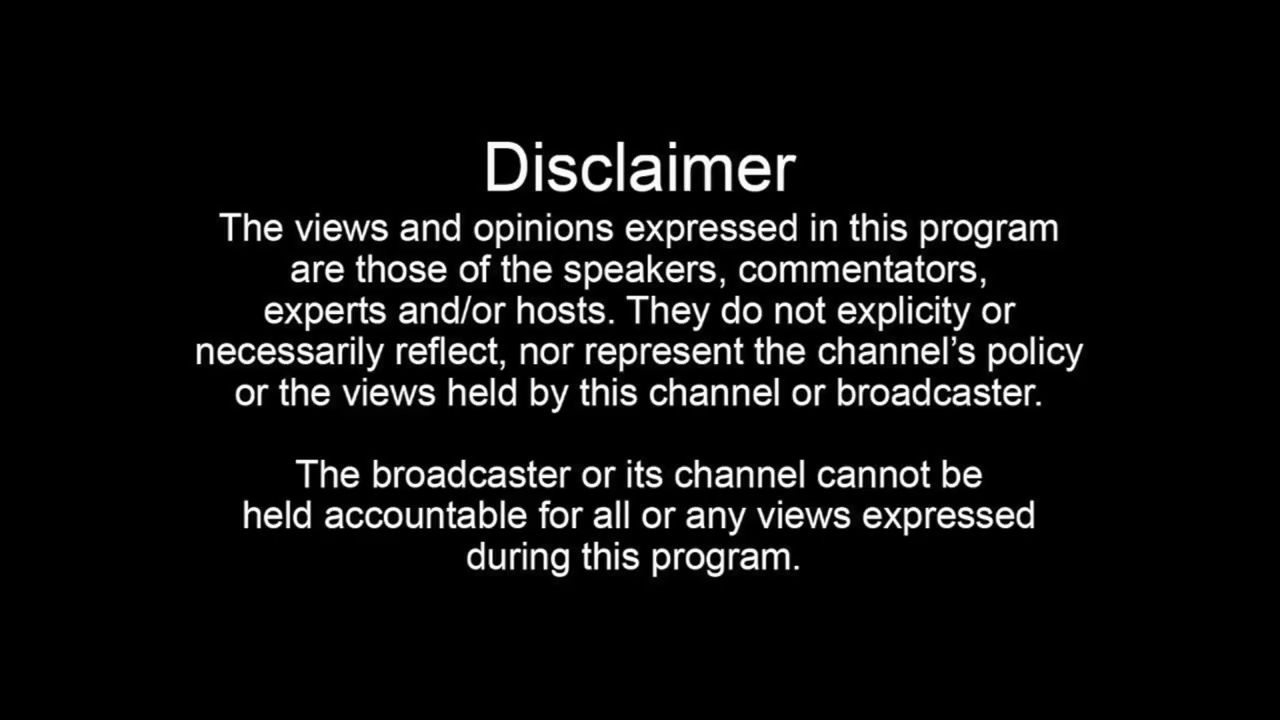 Disclaimer
The views and opinions expressed in this program
are those of the speakers, commentators,
experts and/or hosts. They do not explicity or
necessarily reflect, nor represent the channel’s policy
or the views held by this channel or broadcaster.
The broadcaster or its channel cannot be
held accountable for all or any views expressed
during this program.